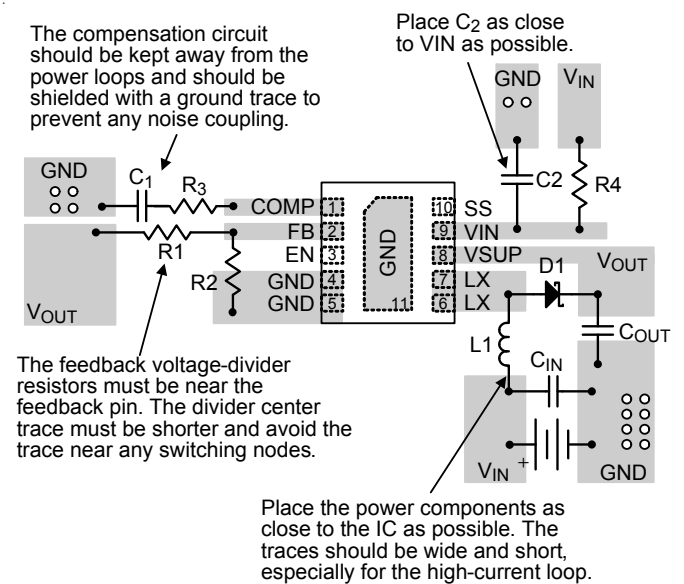 The compensation circuit
should be kept away from the
power loops and should be
shielded with a ground trace to
prevent any noise coupling.
Place C2 as close
to VIN as possible.
GND
VIN
GND
C1
R3
C2
R4
COMP 1
10 SS
FB 2
9 VIN
R1
EN 3
8 VSUP
GND
R2
GND 4
7 LX
GND 5
11
6 LX
D1
VOUT
VOUT
COUT
L1
CIN
The feedback voltage-divider
resistors must be near the
feedback pin. The divider center
trace must be shorter and avoid the
trace near any switching nodes.
VIN
+
GND
Place the power components as
close to the IC as possible. The
traces should be wide and short,
especially for the high-current loop.